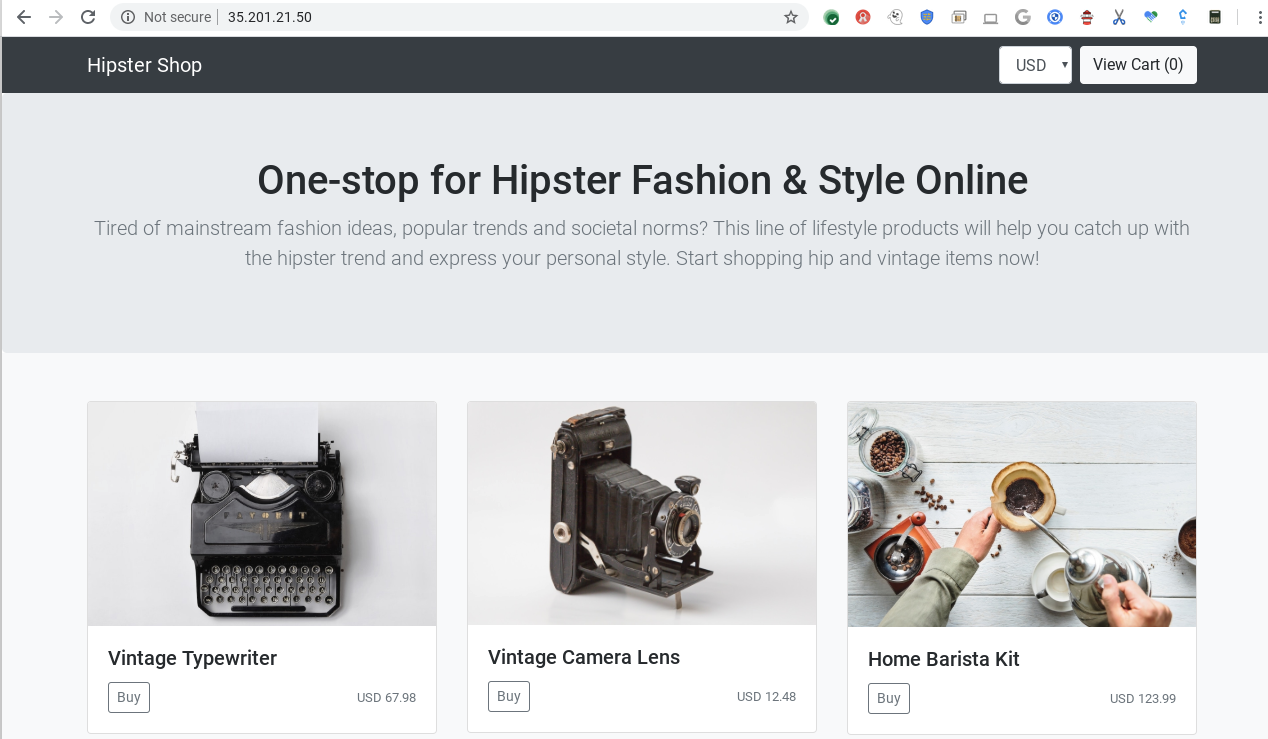 Not secure 35.201.21.50
Hipster Shop
USD
View Cart (0)
One-stop for Hipster Fashion & Style Online
Tired of mainstream fashion ideas, popular trends and societal norms? This line of lifestyle products will help you catch up with
the hipster trend and express your personal style. Start shopping hip and vintage items now!
FAVORIT
Vintage Typewriter
Buy
USD 67.98
Vintage Camera Lens
Buy
USD 12.48
Home Barista Kit
Buy
USD 123.99